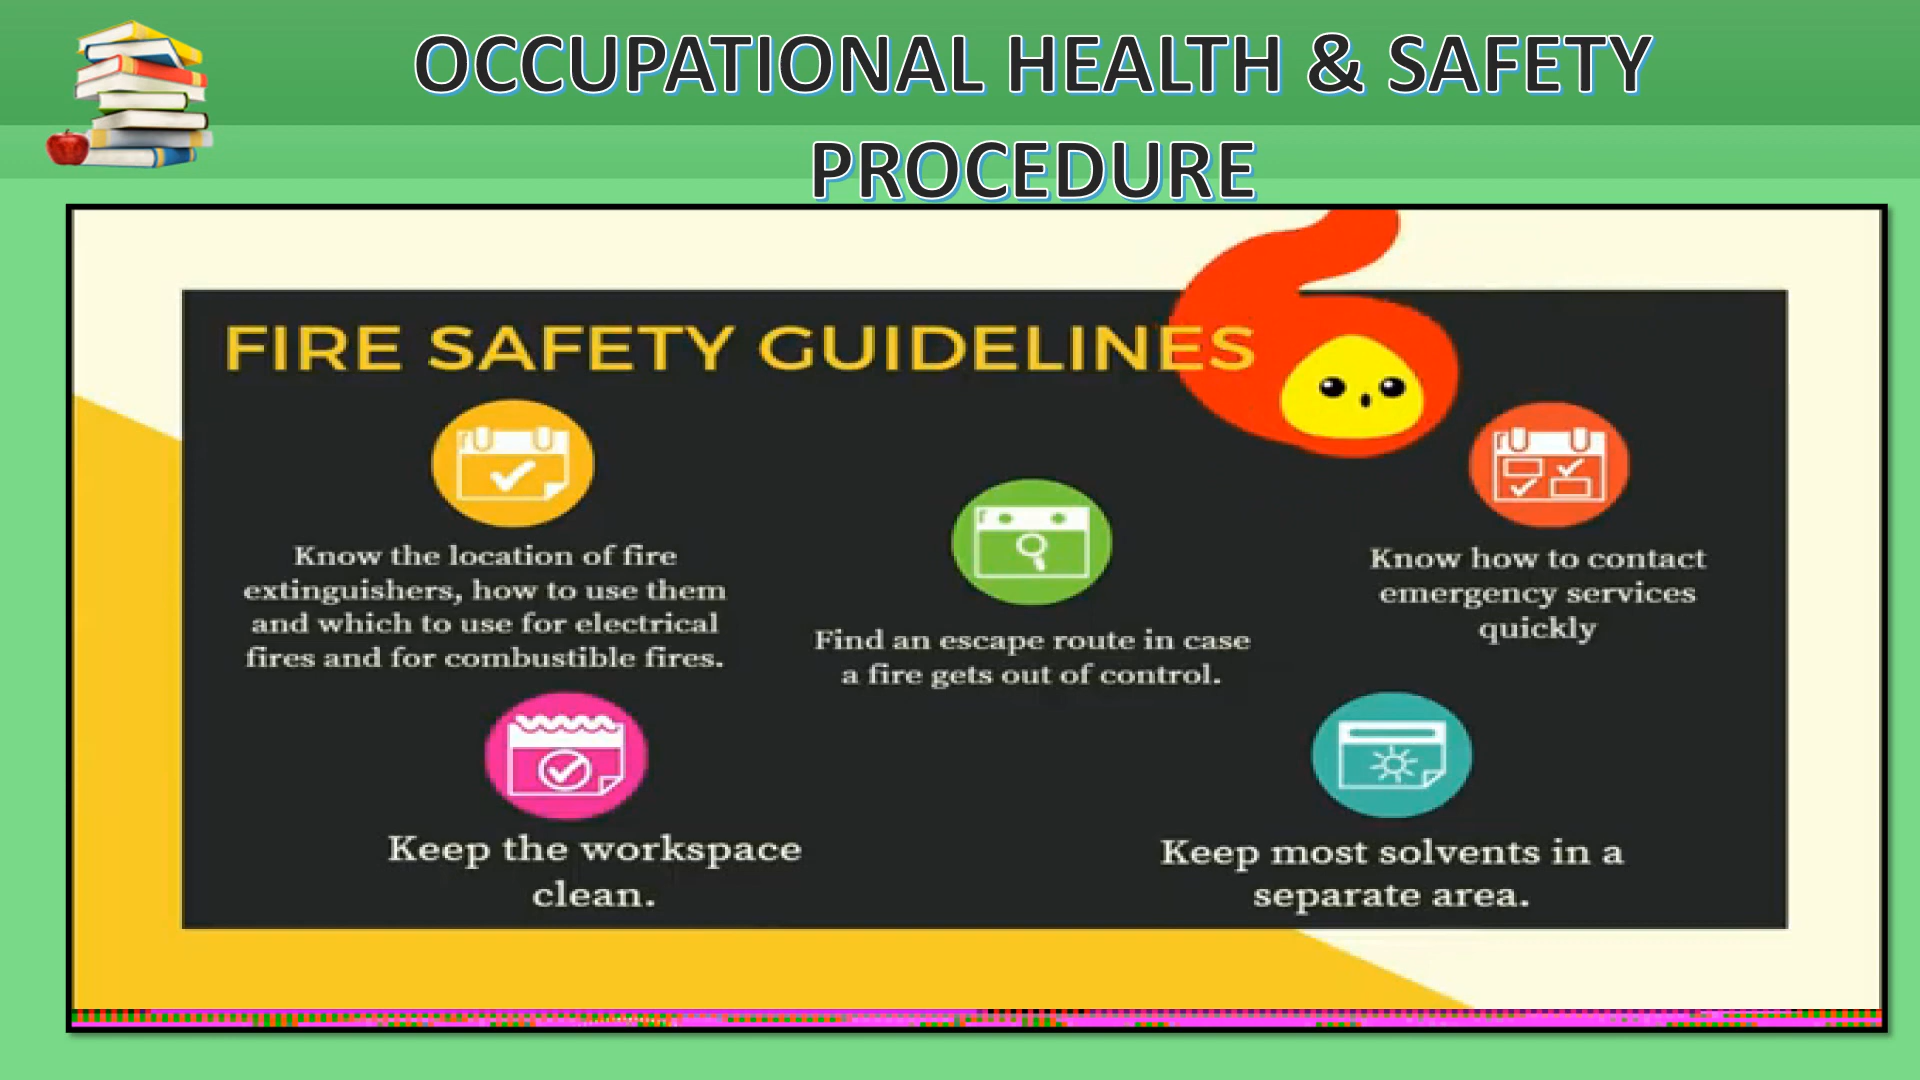 OCCUPATIONAL HEALTH & SAFETY
PROCEDURE
FIRE SAFETY GUIDELINES
Know the location of fire
extinguishers, how to use them
and which to use for electrical
fires and for combustible fires.
Find an escape route in case
a fire gets out of control.
Know how to contact
emergency services
quickly
Keep the workspace
clean.
Keep most solvents in a
separate area.